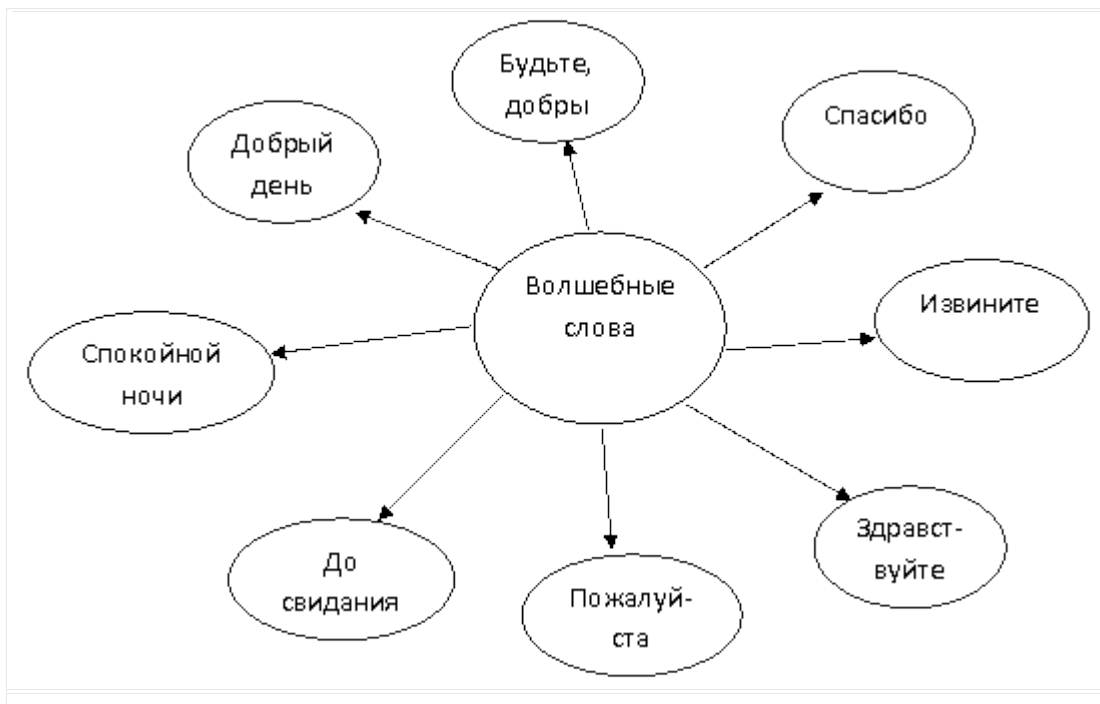 Будьте,
добры
Спасибо
Добрый
день
Волшебные
слова
Извините
Спокойной
ночи
Здравст-
вуйте
До
свидания
Пожалуй-
ста